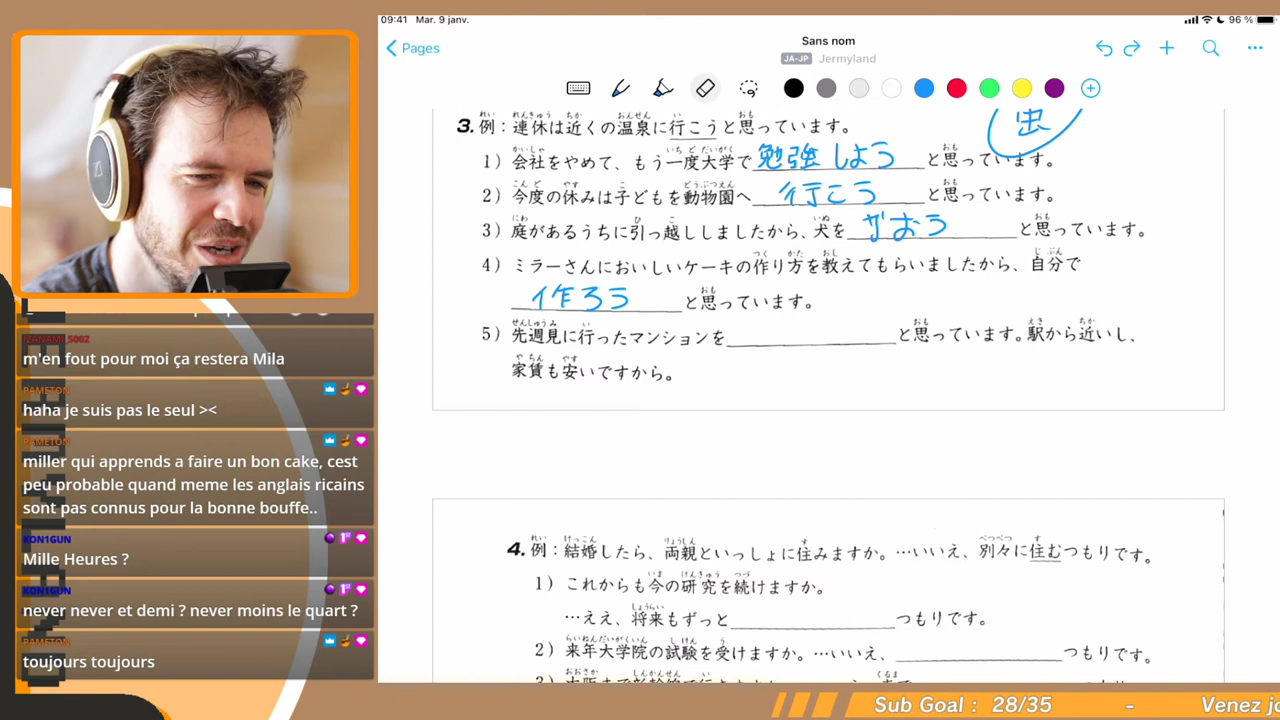 09:41 Mar. 9 janv.
96 %
Pages
Sans nom
JA-JP Jermyland
3. 例：連休は近くの温泉に行こうと思っています。
1）会社をやめて、もう一度大学で 勉強しよう と思っています。
2）今度の休みは子どもを動物園へ 行こう と思っています。
3）庭があるうちに引っ越ししましたから、犬を と思っています。
4）ミラーさんにおいしいケーキの作り方を教えてもらいましたから、自分で
作ろう と思っています。
5）先週見に行ったマンションを と思っています。駅から近いし、
家賃も安いですから。
4. 例：結婚したら、両親といっしょに住みますか。…いいえ、別々に住むつもりです。
1）これからも今の研究を続けますか。
…ええ、将来もずっと つもりです。
2）来年大学院の試験を受けますか。…いいえ、 つもりです。
IZANAMI_5002
m'en fout pour moi ça restera Mila
PAMETON
haha je suis pas le seul ><
PAMETON
miller qui apprends a faire un bon cake, cest
peu probable quand meme les anglais ricains
sont pas connus pour la bonne bouffe..
KON1GUN
Mille Heures ?
KON1GUN
never never et demi ? never moins le quart ?
PAMETON
toujours toujours
Sub Goal : 28/35 - Venez